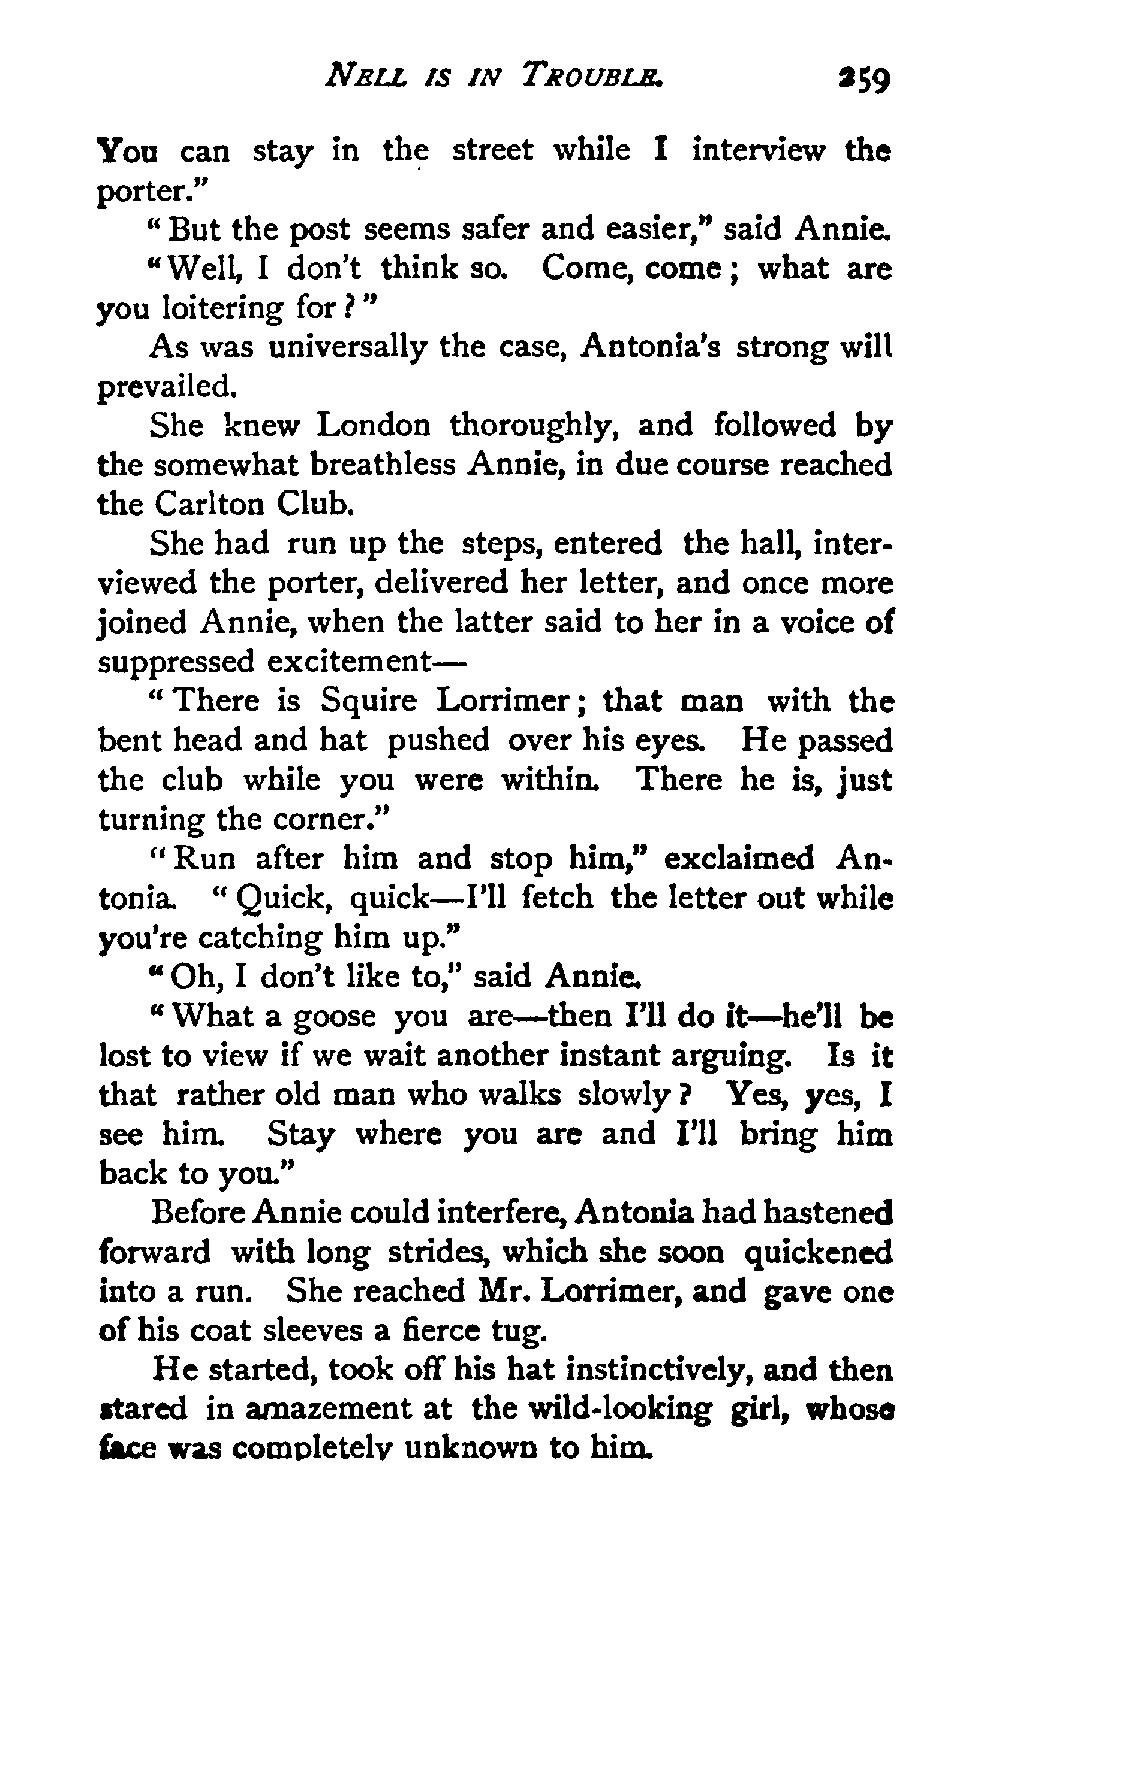 NELL IS IN TROUBLE. 259
You can stay in the street while I interview the
porter."
"But the post seems safer and easier," said Annie.
"Well, I don't think so. Come, come; what are
you loitering for?"
As was universally the case, Antonia's strong will
prevailed.
She knew London thoroughly, and followed by
the somewhat breathless Annie, in due course reached
the Carlton Club.
She had run up the steps, entered the hall, inter-
viewed the porter, delivered her letter, and once more
joined Annie, when the latter said to her in a voice of
suppressed excitement—
"There is Squire Lorrimer; that man with the
bent head and hat pushed over his eyes. He passed
the club while you were within. There he is, just
turning the corner."
"Run after him and stop him," exclaimed An-
tonia. "Quick, quick—I'll fetch the letter out while
you're catching him up."
"Oh, I don't like to," said Annie.
"What a goose you are—then I'll do it—he'll be
lost to view if we wait another instant arguing. Is it
that rather old man who walks slowly? Yes, yes, I
see him. Stay where you are and I'll bring him
back to you."
Before Annie could interfere, Antonia had hastened
forward with long strides, which she soon quickened
into a run. She reached Mr. Lorrimer, and gave one
of his coat sleeves a fierce tug.
He started, took off his hat instinctively, and then
stared in amazement at the wild-looking girl, whose
face was completely unknown to him.